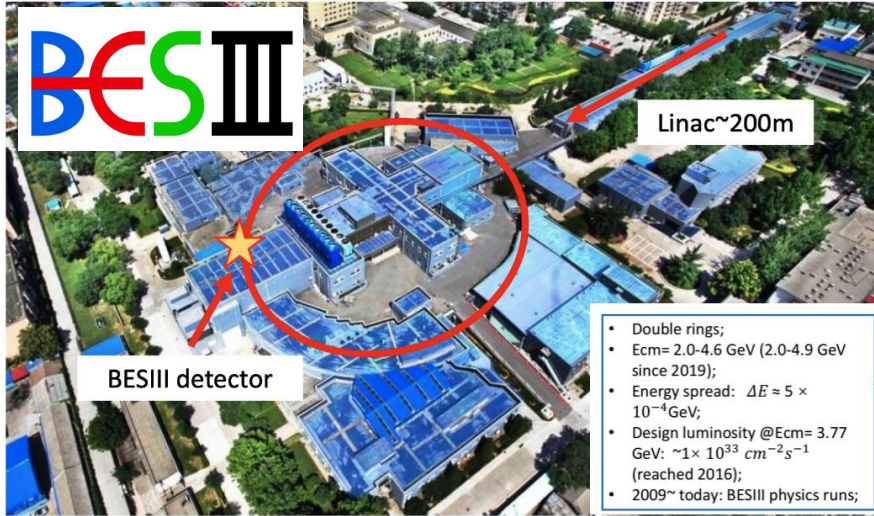 BESIII
Linac~200m
BESIII detector
• Double rings;
• Ecm= 2.0-4.6 GeV (2.0-4.9 GeV
since 2019);
• Energy spread: 𝛥𝐸 ≈ 5 ×
10⁻⁴GeV;
• Design luminosity @Ecm= 3.77
GeV: ~1× 10³³ 𝑐𝑚⁻²𝑠⁻¹
(reached 2016);
• 2009~ today: BESIII physics runs;